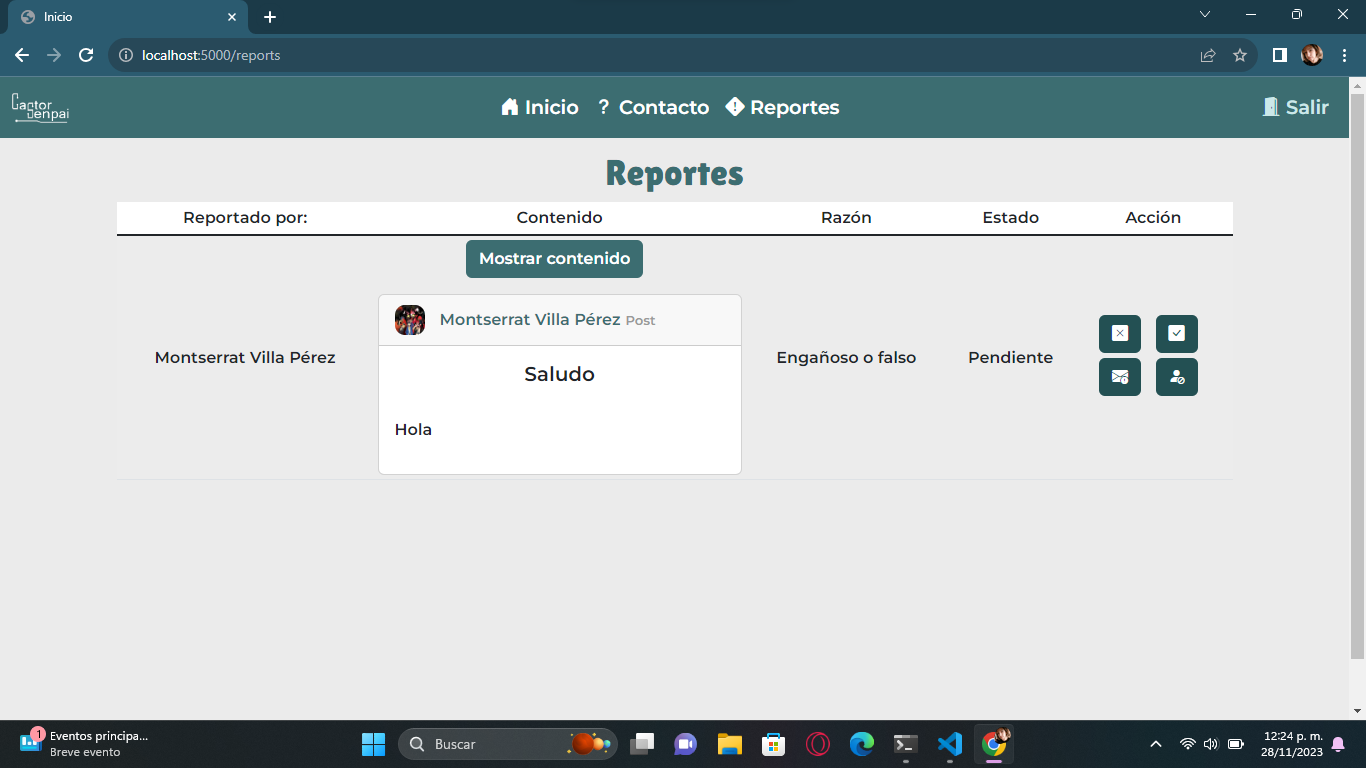 Inicio
localhost:5000/reports
Cantor
Senpai
Inicio
? Contacto
Reportes
Salir
Reportes
Reportado por: Contenido Razón Estado Acción
Mostrar contenido
Montserrat Villa Pérez Post
Saludo
Hola
Montserrat Villa Pérez
Engañoso o falso
Pendiente
1
Eventos principa...
Breve evento
Buscar
12:24 p. m.
28/11/2023